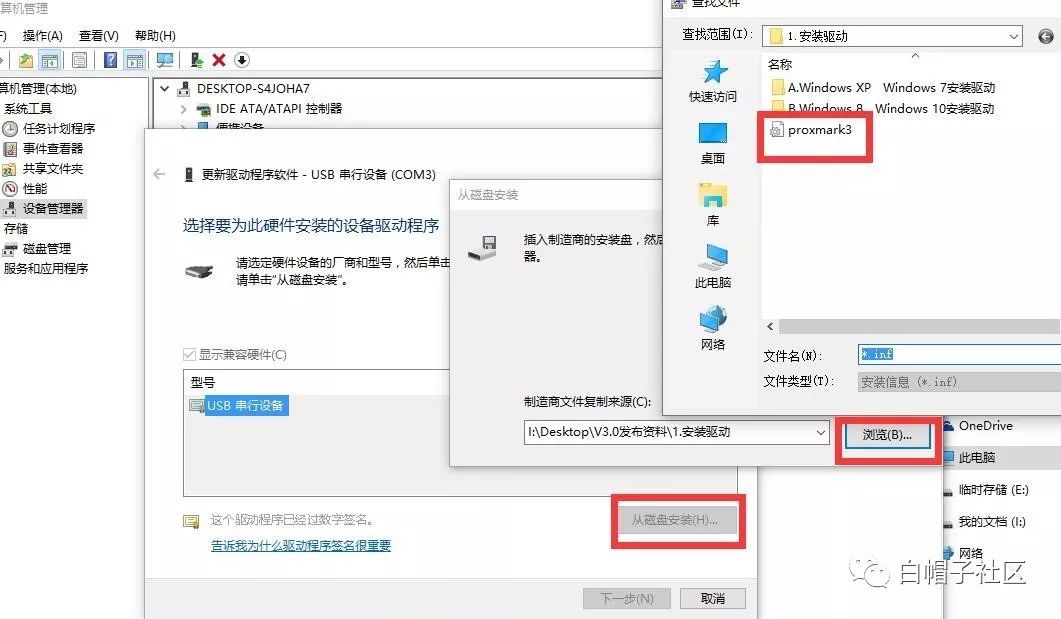 算机管理
操作(A) 查看(V) 帮助(H)
算机管理(本地)
系统工具
任务计划程序
事件查看器
共享文件夹
性能
设备管理器
存储
磁盘管理
服务和应用程序
DESKTOP-S4JOHA7
IDE ATA/ATAPI 控制器
便携设备
更新驱动程序软件 - USB 串行设备 (COM3)
选择要为此硬件安装的设备驱动程序
请选定硬件设备的厂商和型号，然后单击
请单击“从磁盘安装”。
显示兼容硬件(C)
型号
USB 串行设备
这个驱动程序已经过数字签名。
告诉我为什么驱动程序签名很重要
从磁盘安装(H)...
下一步(N)
取消
从磁盘安装
插入制造商的安装盘，然后
器。
制造商文件复制来源(C):
I:\Desktop\V3.0发布资料\1.安装驱动
浏览(B)...
查找文件
查找范围(I):
1.安装驱动
快速访问
桌面
库
此电脑
网络
名称
A.Windows XP Windows 7安装驱动
B.Windows 8 Windows 10安装驱动
proxmark3
文件名(N):
*.inf
文件类型(T):
安装信息 (*.inf)
OneDrive
此电脑
临时存储 (E:)
我的文档 (I:)
网络
白帽子社区